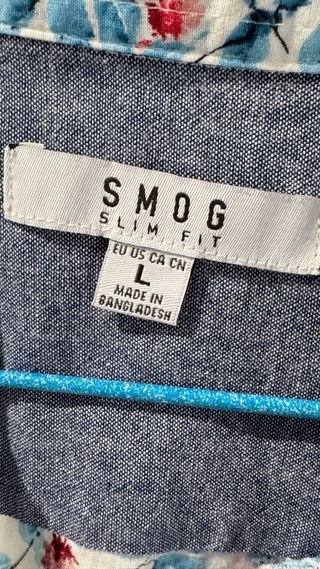 SMOG
SLIM FIT
EU US CA CN
L
MADE IN
BANGLADESH